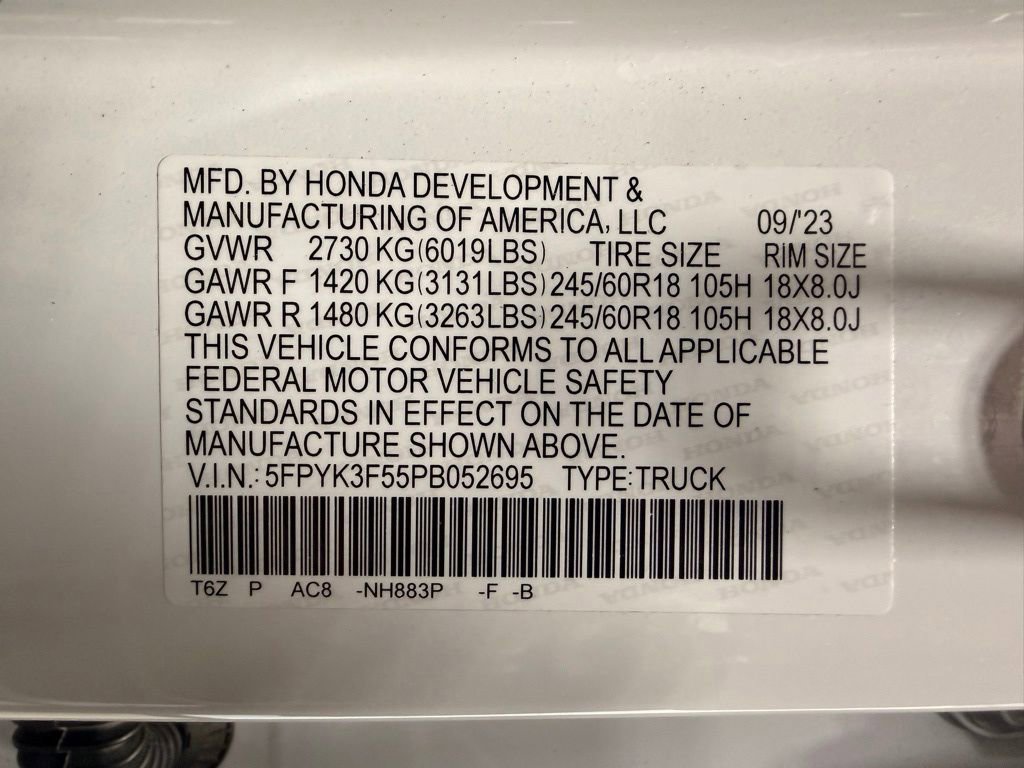 MFD. BY HONDA DEVELOPMENT &
MANUFACTURING OF AMERICA, LLC 09/'23
GVWR 2730 KG(6019LBS) TIRE SIZE RIM SIZE
GAWR F 1420 KG(3131LBS) 245/60R18 105H 18X8.0J
GAWR R 1480 KG(3263LBS) 245/60R18 105H 18X8.0J
THIS VEHICLE CONFORMS TO ALL APPLICABLE
FEDERAL MOTOR VEHICLE SAFETY
STANDARDS IN EFFECT ON THE DATE OF
MANUFACTURE SHOWN ABOVE.
V.I.N.: 5FPYK3F55PB052695 TYPE:TRUCK
T6Z P AC8 -NH883P -F -B